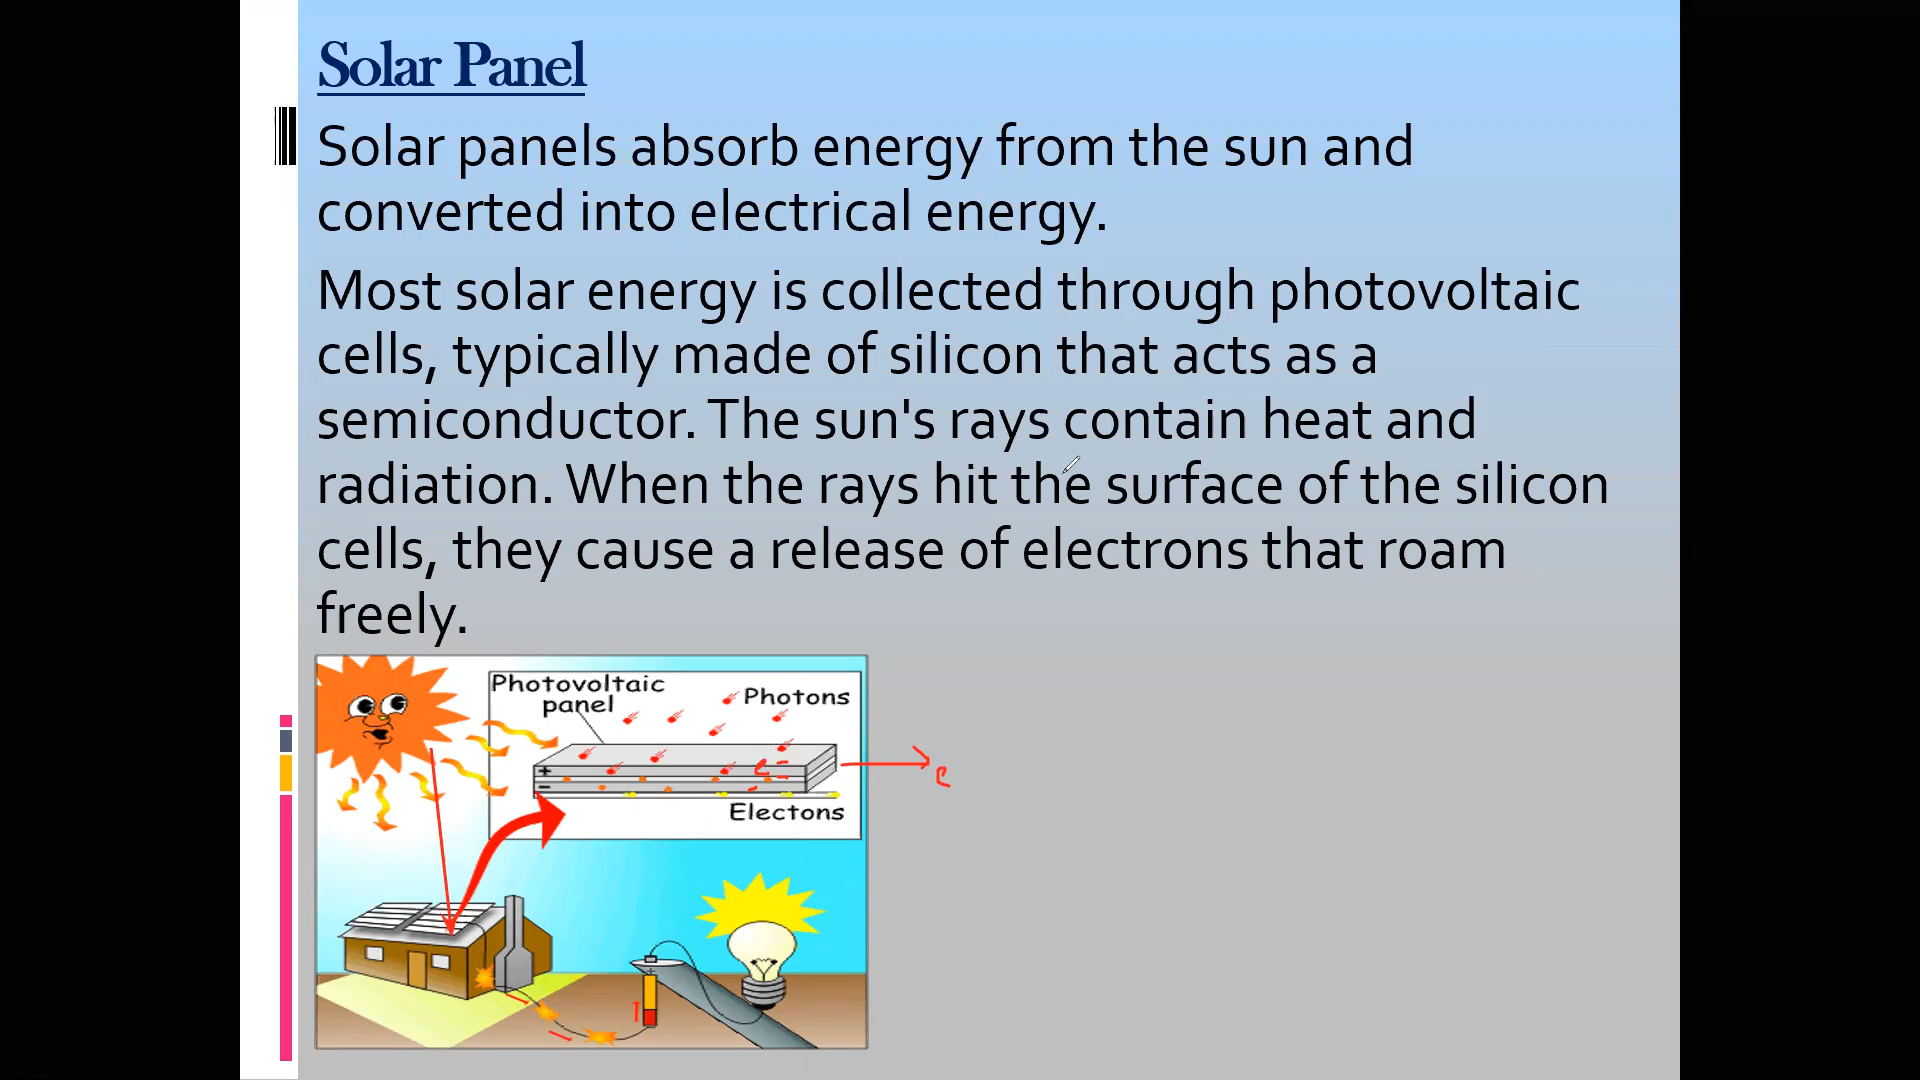 Solar Panel
Solar panels absorb energy from the sun and
converted into electrical energy.
Most solar energy is collected through photovoltaic
cells, typically made of silicon that acts as a
semiconductor. The sun's rays contain heat and
radiation. When the rays hit the surface of the silicon
cells, they cause a release of electrons that roam
freely.
Photovoltaic
panel
Photons
+
e-
e
-
Electons
+